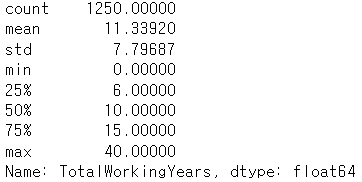 count 1250.00000
mean 11.33920
std 7.79687
min 0.00000
25% 6.00000
50% 10.00000
75% 15.00000
max 40.00000
Name: TotalWorkingYears, dtype: float64